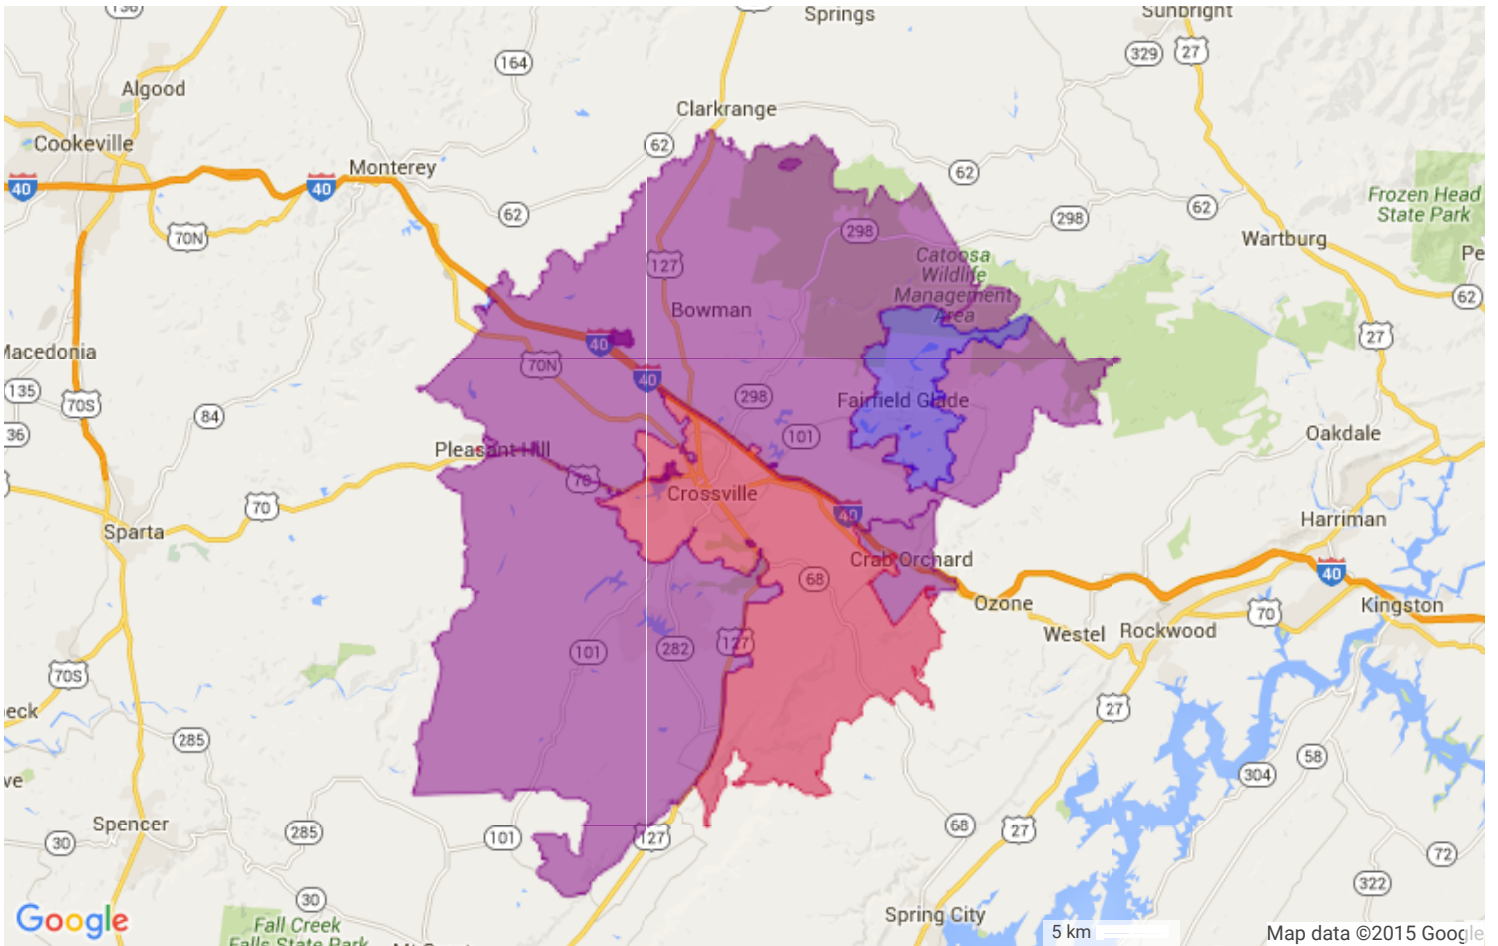 136
Springs
Sunbright
329
27
164
Algood
Clarkrange
Cookeville
62
Monterey
62
40
40
Frozen Head
State Park
62
298
62
70N
298
Wartburg
Catoosa
Wildlife
Management
Area
127
62
Bowman
27
Macedonia
40
70N
40
135
70S
298
Fairfield Glade
84
36
101
Oakdale
Pleasant Hill
70
Crossville
70
40
Harriman
Sparta
Crab Orchard
68
40
Ozone
70
Kingston
Westel
Rockwood
127
101
282
70S
27
285
58
304
Spencer
30
285
101
127
68
27
72
322
30
Google
Fall Creek
Falls State Park
Spring City
5 km
Map data ©2015 Google